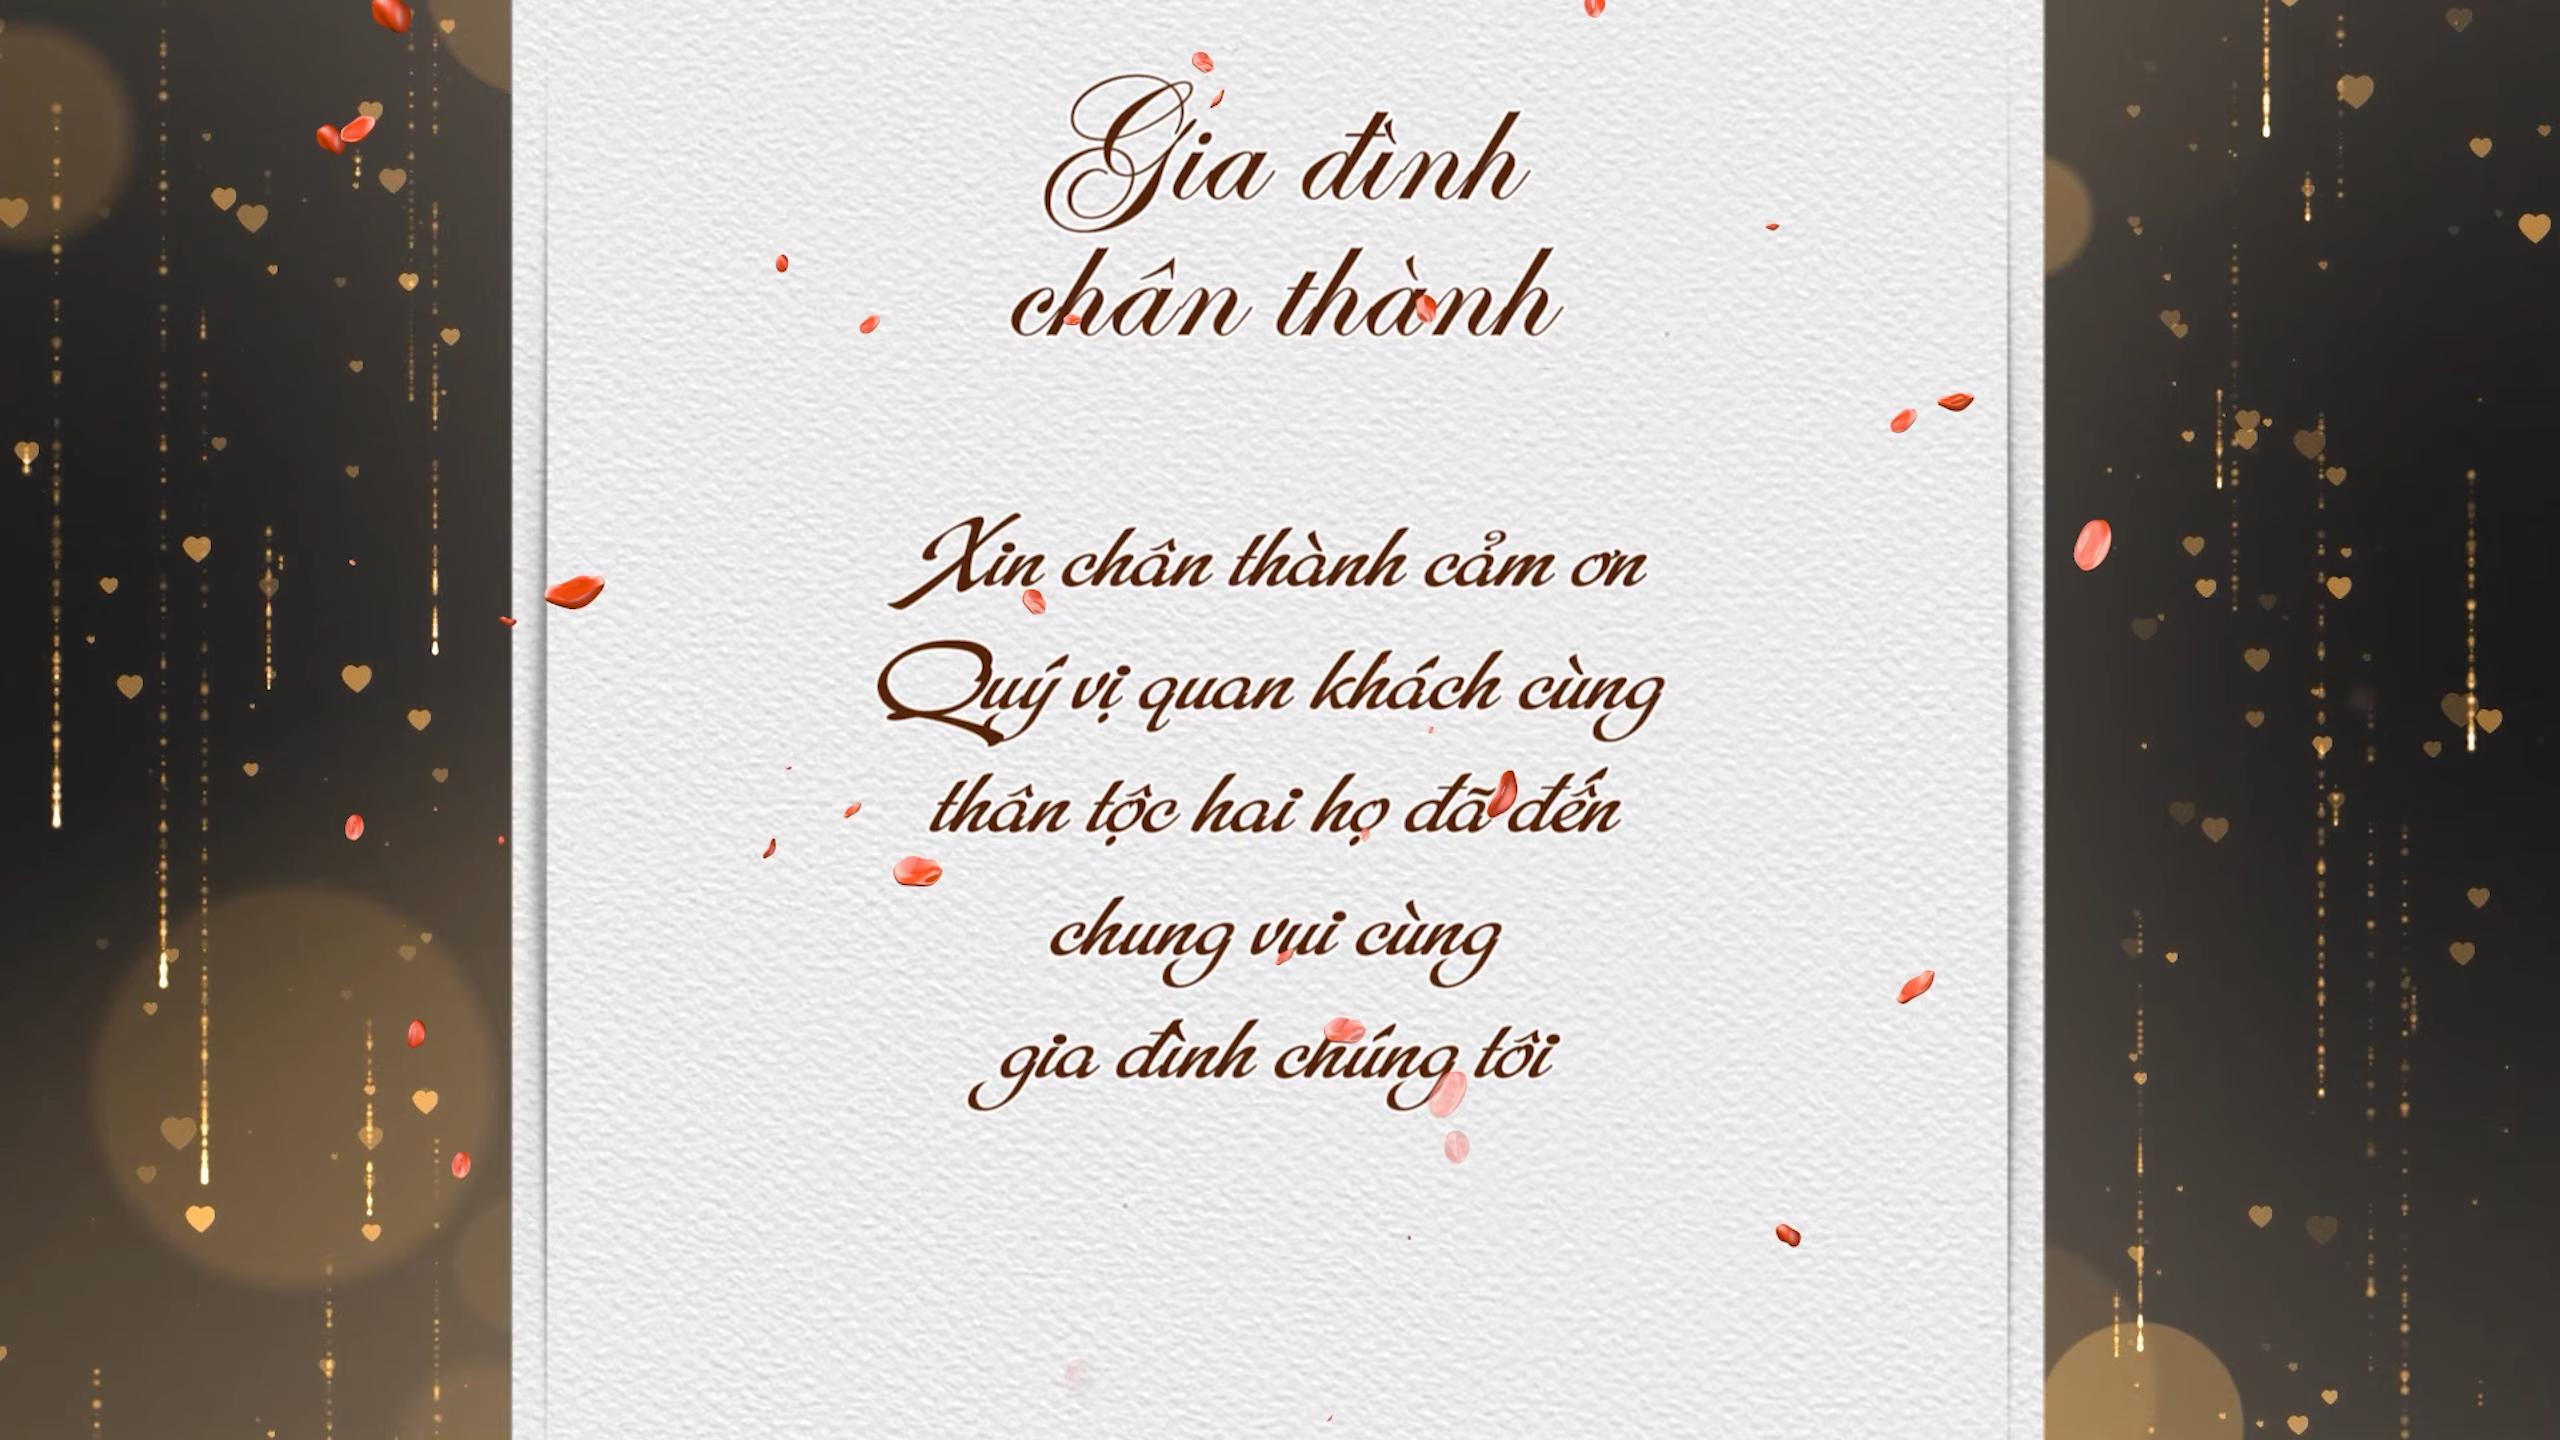 Gia đình
chân thành
Xin chân thành cảm ơn
Quý vị quan khách cùng
thân tộc hai họ đã đến
chung vui cùng
gia đình chúng tôi